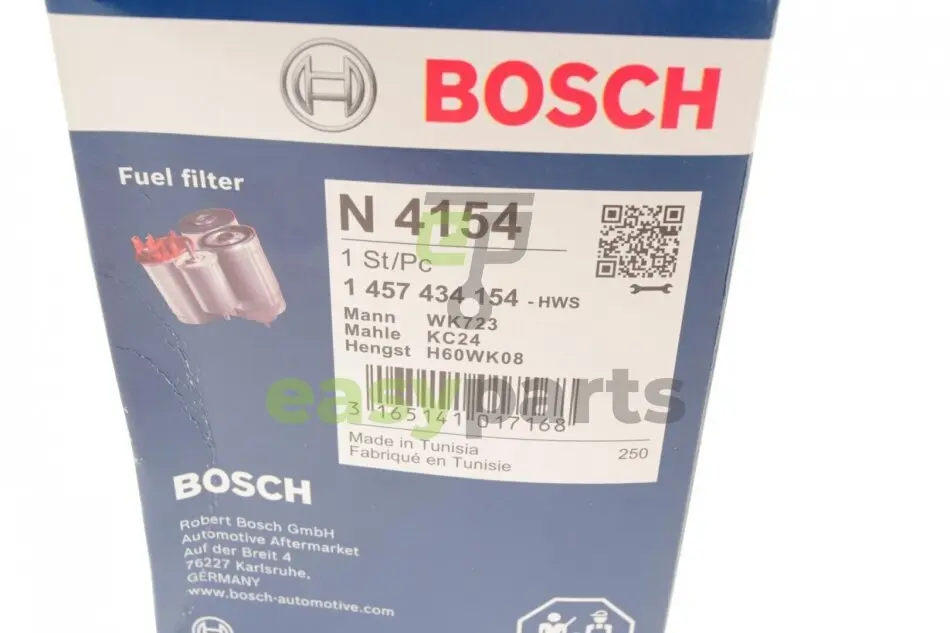 BOSCH
Fuel filter
N 4154
1 St/Pc
1 457 434 154 - HWS
Mann WK723
Mahle KC24
Hengst H60WK08
easyparts
3 165141 017168
Made in Tunisia
Fabriqué en Tunisie
250
BOSCH
Robert Bosch GmbH
Automotive Aftermarket
Auf der Breit 4
76227 Karlsruhe,
GERMANY
www.bosch-automotive.com